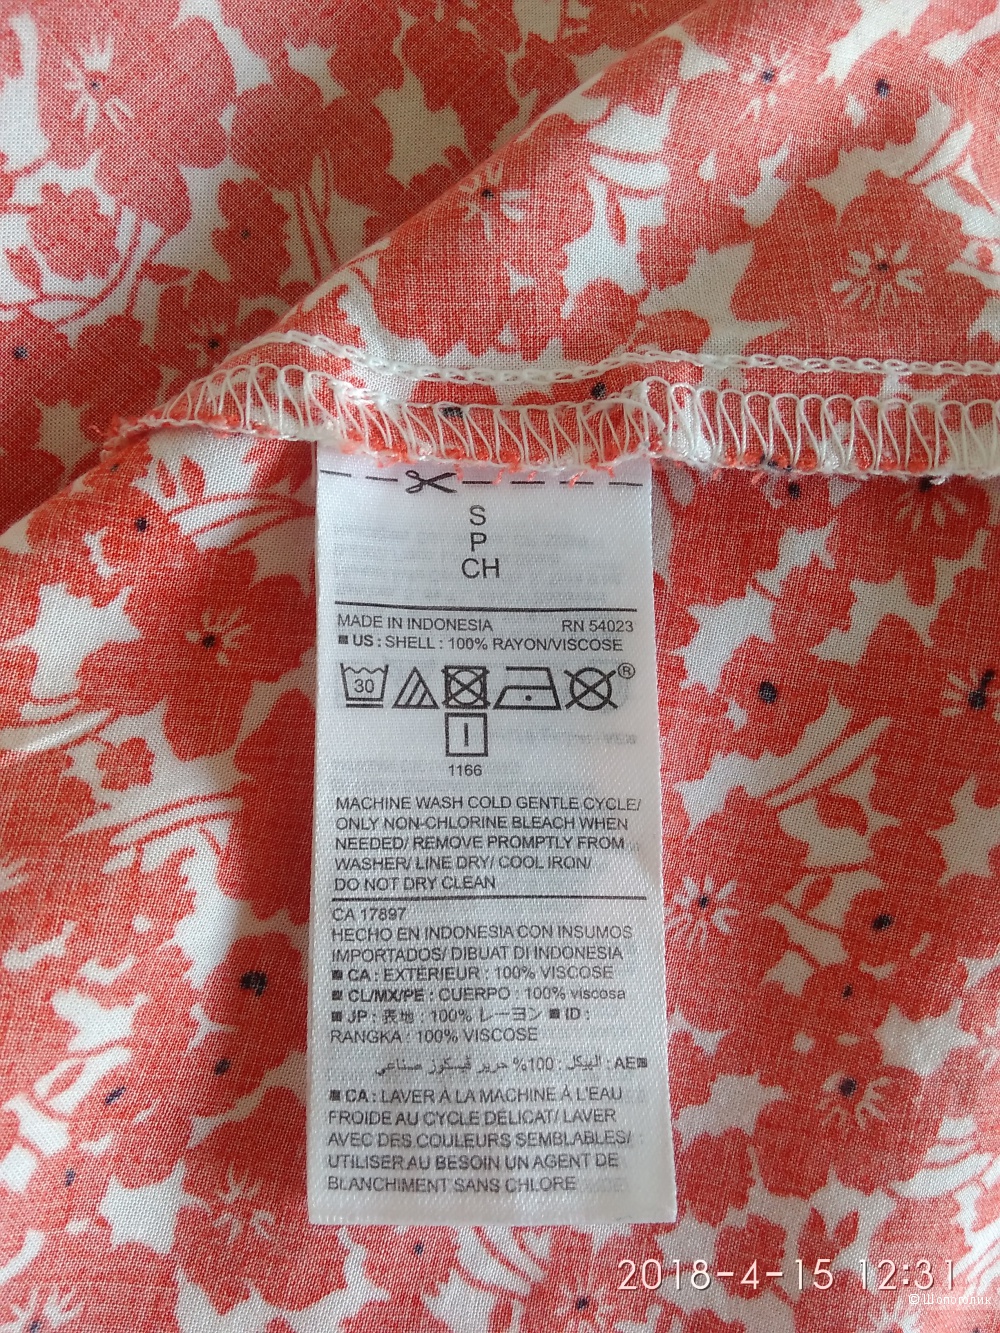 S
P
CH
MADE IN INDONESIA RN 54023
■ US : SHELL : 100% RAYON/VISCOSE
30 ®
I
1166
MACHINE WASH COLD GENTLE CYCLE/
ONLY NON-CHLORINE BLEACH WHEN
NEEDED/ REMOVE PROMPTLY FROM
WASHER/ LINE DRY/ COOL IRON/
DO NOT DRY CLEAN
CA 17897
HECHO EN INDONESIA CON INSUMOS
IMPORTADOS/ DIBUAT DI INDONESIA
■ CA : EXTÉRIEUR : 100% VISCOSE
■ CL/MX/PE : CUERPO : 100% viscosa
■ JP : 表地 : 100% レーヨン ■ ID :
RANGKA : 100% VISCOSE
■AE : الهيكل : 100% حرير فيسكوز صناعي
■ CA : LAVER À LA MACHINE À L'EAU
FROIDE AU CYCLE DÉLICAT/ LAVER
AVEC DES COULEURS SEMBLABLES/
UTILISER AU BESOIN UN AGENT DE
BLANCHIMENT SANS CHLORE
2018-4-15 12:31
© Шопоголик